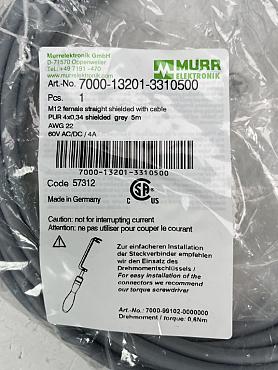 Murrelektronik GmbH
D-71570 Oppenweiler
Tel.: +49 7191 - 470
www.murrelektronik.com
MURR
ELEKTRONIK
Art.-No. 7000-13201-3310500
Pcs. 1
M12 female straight shielded with cable
PUR 4x0,34 shielded grey 5m
AWG 22
60V AC/DC / 4A
7000-13201-3310500
Code 57312
Made in Germany
C US
Caution: not for interrupting current
Attention: ne pas utiliser pour couper le courant
Zur einfacheren Installation
der Steckverbinder empfehlen
wir den Einsatz des
Drehmomentschlüssels /
For easy installation of the
connectors we recommend
our torque screwdriver
Art.-No.: 7000-99102-0000000
Drehmoment / torque: 0,6Nm